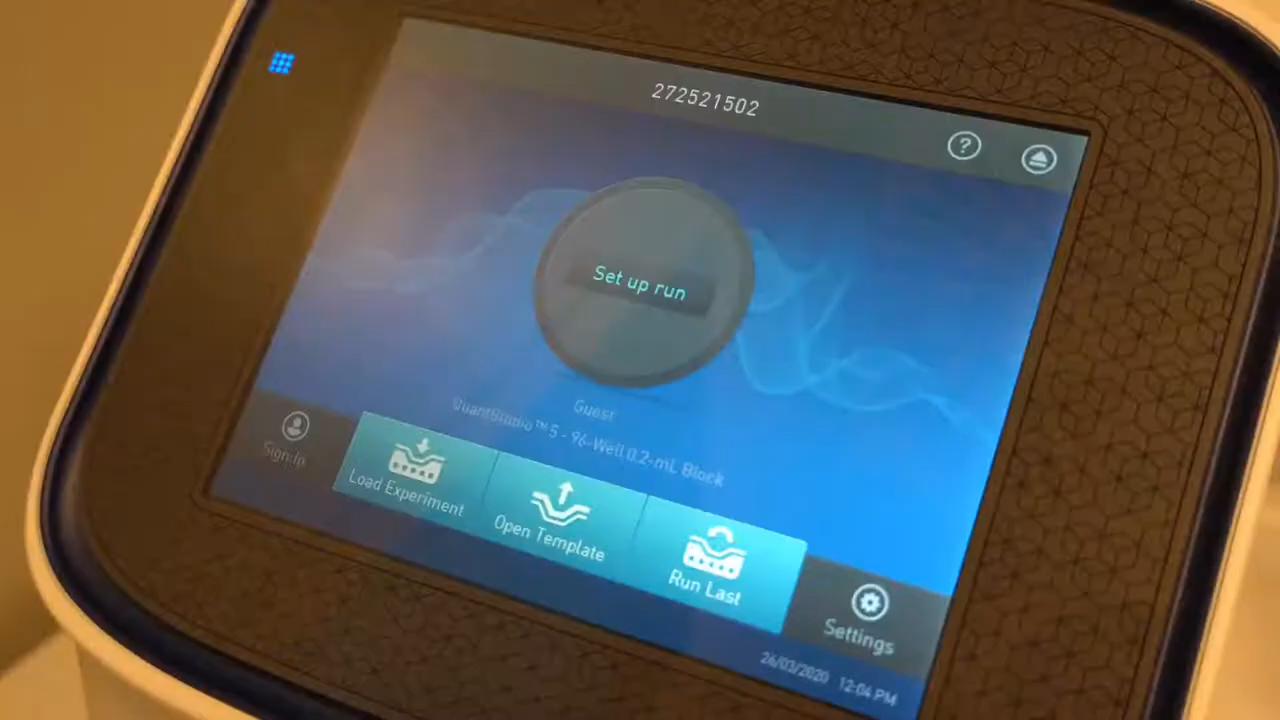 272521502
?
Set up run
Guest
QuantStudio™ 5 - 96-Well 0.2-mL Block
Sign In
Load Experiment
Open Template
Run Last
Settings
26/03/2020 12:04 PM